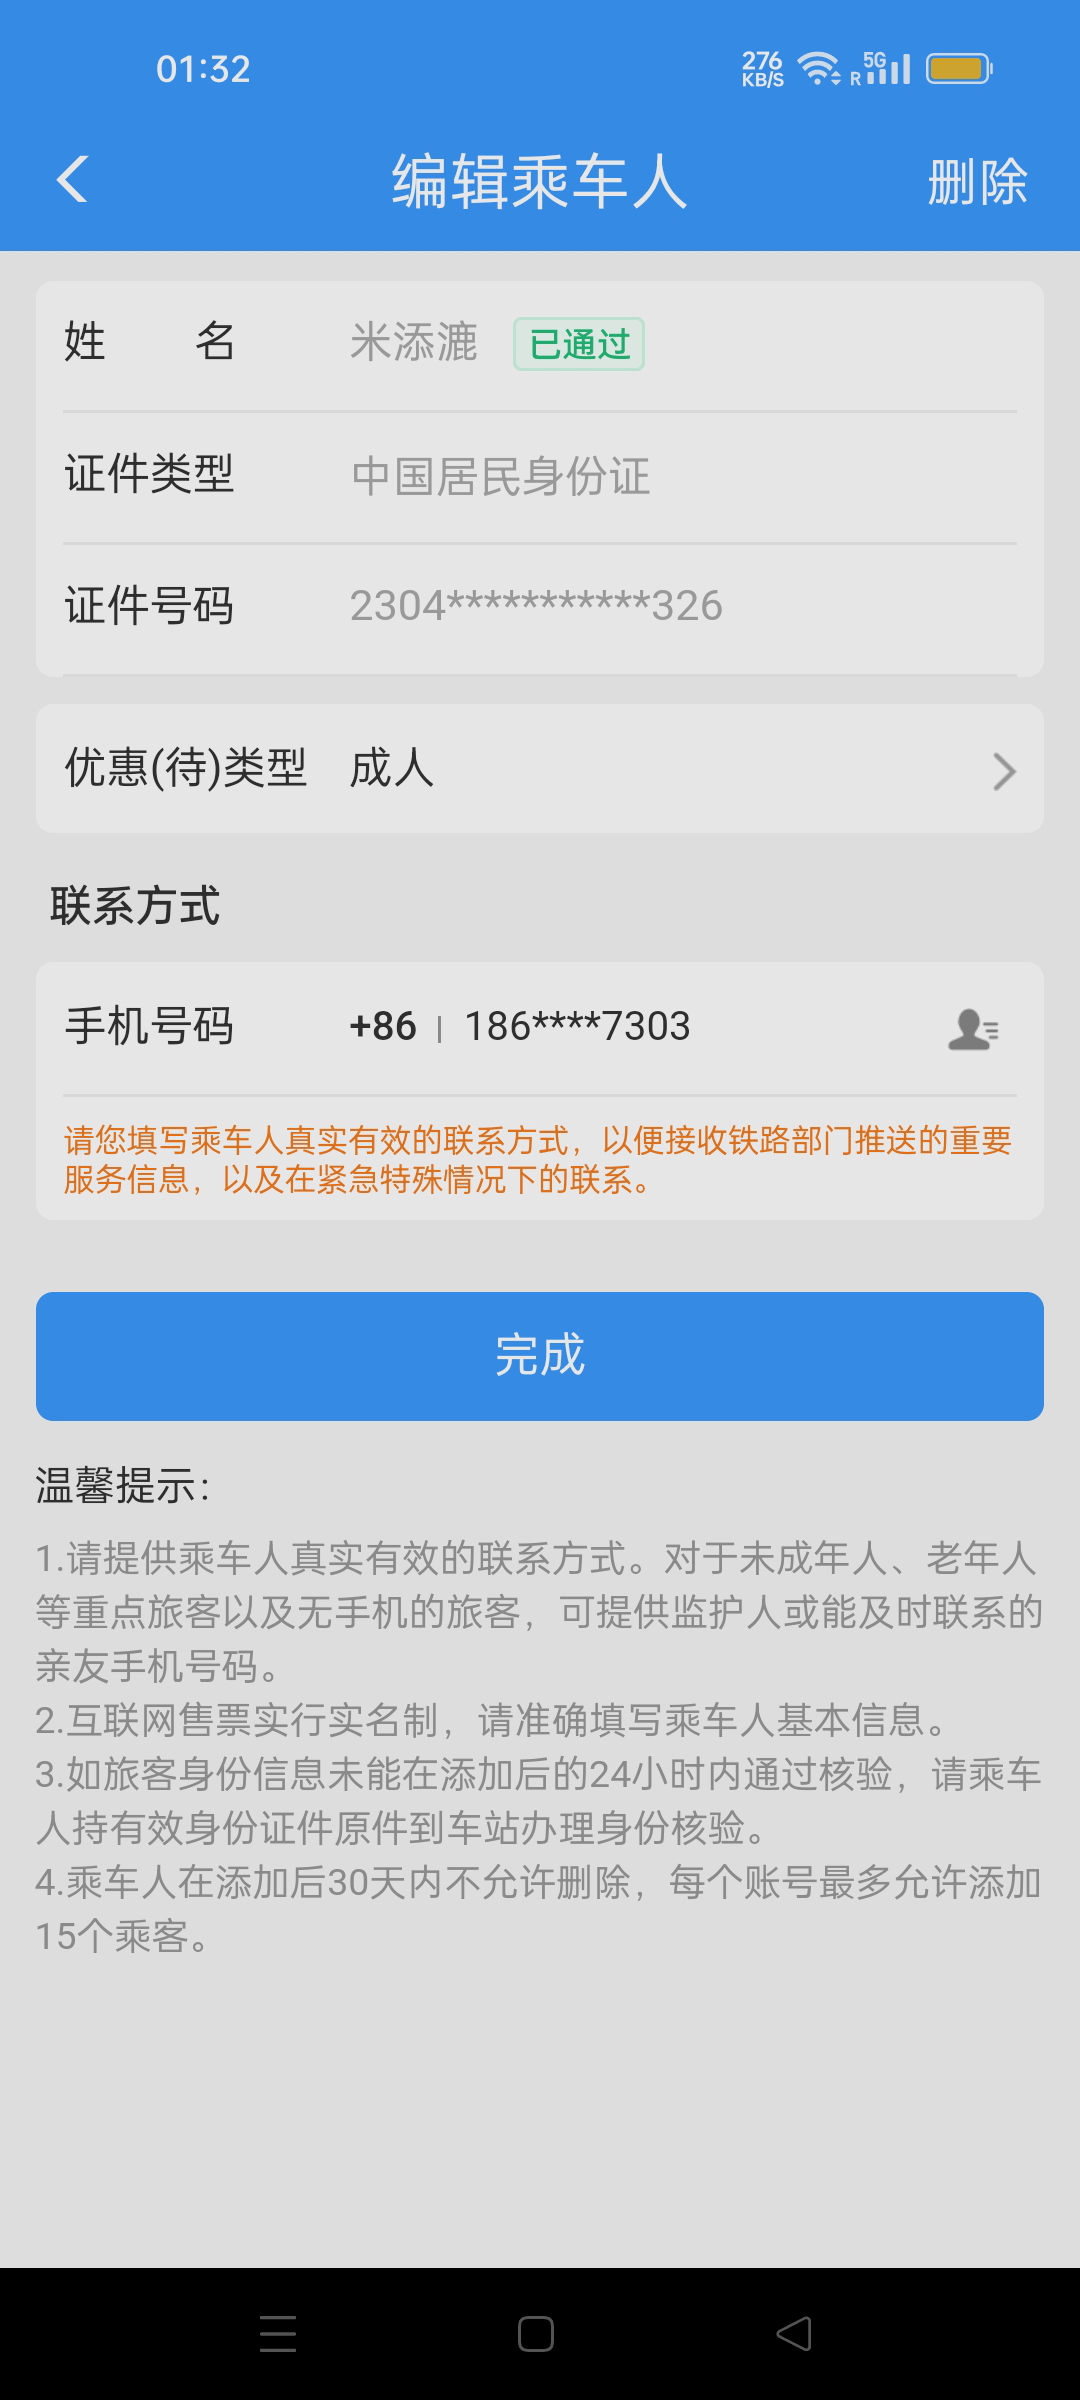 01:32
276 KB/S R 5G
编辑乘车人 删除
姓 名 米添漉 已通过
证件类型 中国居民身份证
证件号码 2304***********326
优惠(待)类型 成人
联系方式
手机号码 +86 186****7303
请您填写乘车人真实有效的联系方式，以便接收铁路部门推送的重要
服务信息，以及在紧急特殊情况下的联系。
完成
温馨提示：
1.请提供乘车人真实有效的联系方式。对于未成年人、老年人
等重点旅客以及无手机的旅客，可提供监护人或能及时联系的
亲友手机号码。
2.互联网售票实行实名制，请准确填写乘车人基本信息。
3.如旅客身份信息未能在添加后的24小时内通过核验，请乘车
人持有效身份证件原件到车站办理身份核验。
4.乘车人在添加后30天内不允许删除，每个账号最多允许添加
15个乘客。